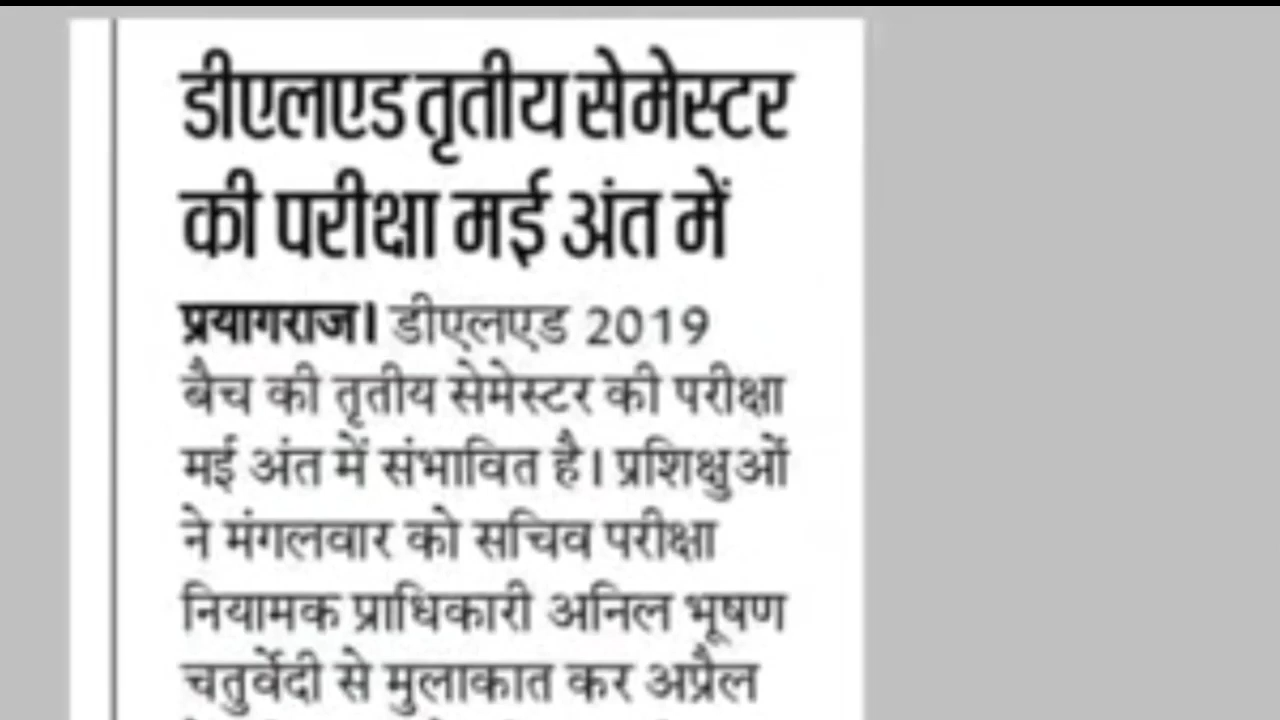 डीएलएड तृतीय सेमेस्टर
की परीक्षा मई अंत में
प्रयागराज। डीएलएड 2019
बैच की तृतीय सेमेस्टर की परीक्षा
मई अंत में संभावित है। प्रशिक्षुओं
ने मंगलवार को सचिव परीक्षा
नियामक प्राधिकारी अनिल भूषण
चतुर्वेदी से मुलाकात कर अप्रैल